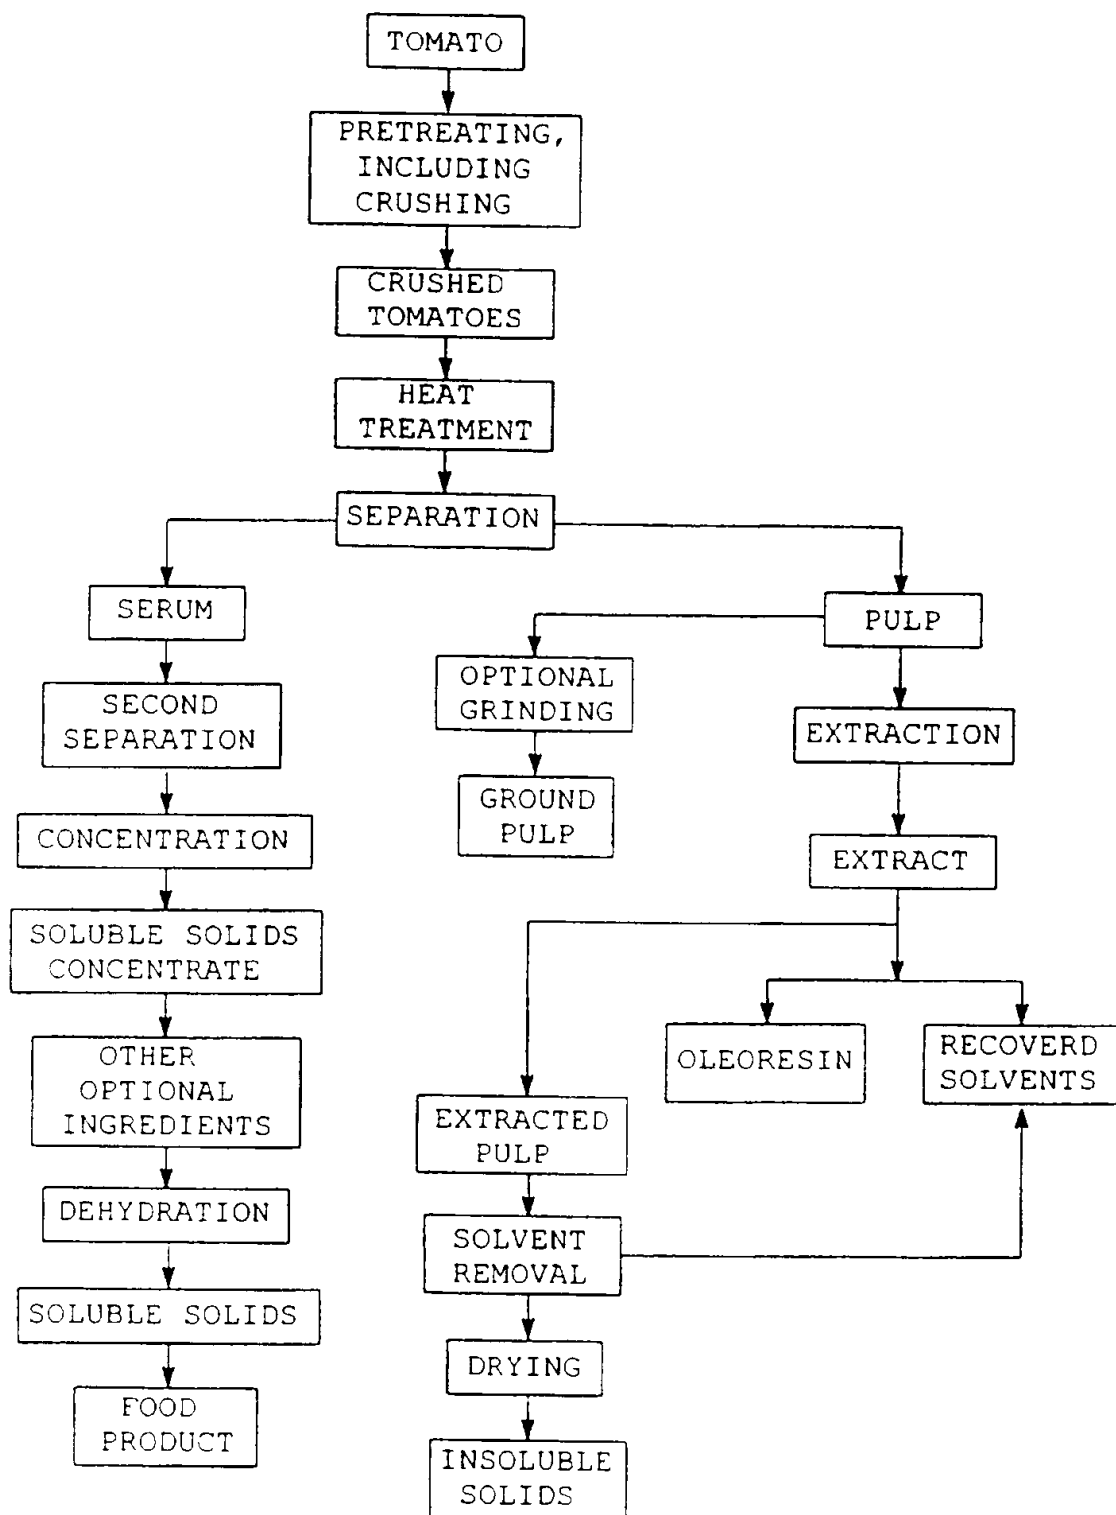 TOMATO
PRETREATING,
INCLUDING
CRUSHING
CRUSHED
TOMATOES
HEAT
TREATMENT
SEPARATION
SERUM
SECOND
SEPARATION
CONCENTRATION
SOLUBLE SOLIDS
CONCENTRATE
OTHER
OPTIONAL
INGREDIENTS
DEHYDRATION
SOLUBLE SOLIDS
FOOD
PRODUCT
PULP
OPTIONAL
GRINDING
GROUND
PULP
EXTRACTION
EXTRACT
OLEORESIN
RECOVERD
SOLVENTS
EXTRACTED
PULP
SOLVENT
REMOVAL
DRYING
INSOLUBLE
SOLIDS